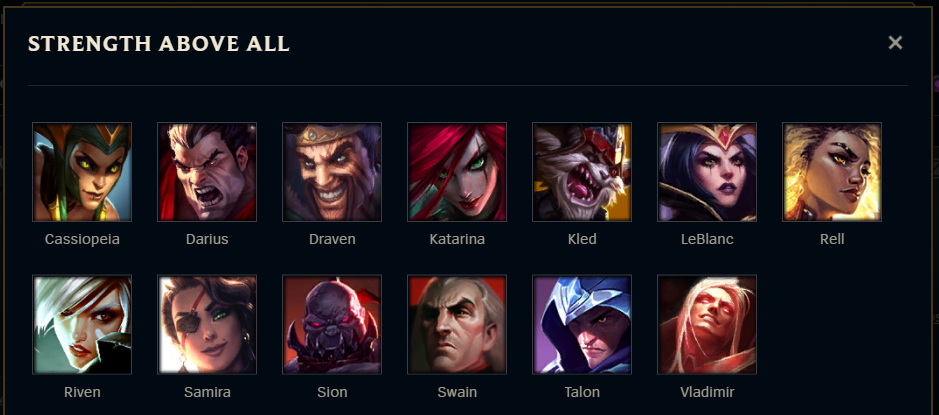 STRENGTH ABOVE ALL
Cassiopeia Darius Draven Katarina Kled LeBlanc Rell
Riven Samira Sion Swain Talon Vladimir